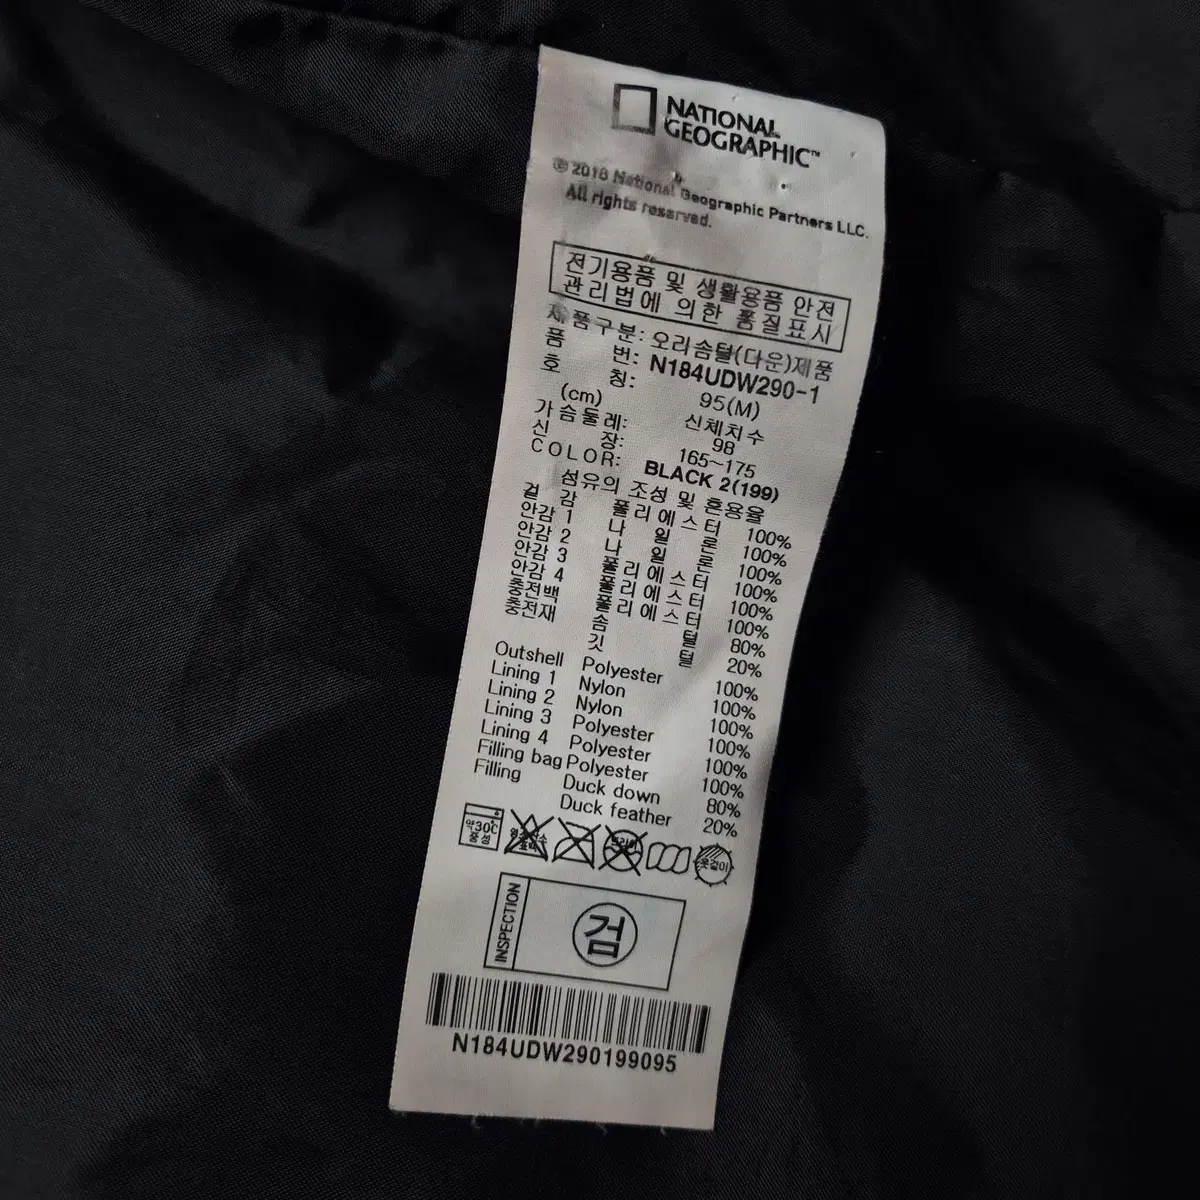 NATIONAL
GEOGRAPHIC™
© 2018 National Geographic Partners LLC.
All rights reserved.
전기용품 및 생활용품 안전
관리법에 의한 품질표시
제품구분: 오리솜털(다운)제품
품 번: N184UDW290-1
호 칭: 95(M)
(cm) 신체치수
가슴둘레: 98
신 장: 165~175
COLOR: BLACK 2(199)
섬유의 조성 및 혼용율
겉 감 폴리에스터 100%
안감 1 나 일 론 100%
안감 2 나 일 론 100%
안감 3 폴리에스터 100%
안감 4 폴리에스터 100%
충전백 폴리에스터 100%
충전재 솜 털 80%
깃 털 20%
Outshell Polyester 100%
Lining 1 Nylon 100%
Lining 2 Nylon 100%
Lining 3 Polyester 100%
Lining 4 Polyester 100%
Filling bag Polyester 100%
Filling Duck down 80%
Duck feather 20%
약30℃
중성
염소산소
표백
드라이
옷걸이
INSPECTION
검
N184UDW290199095